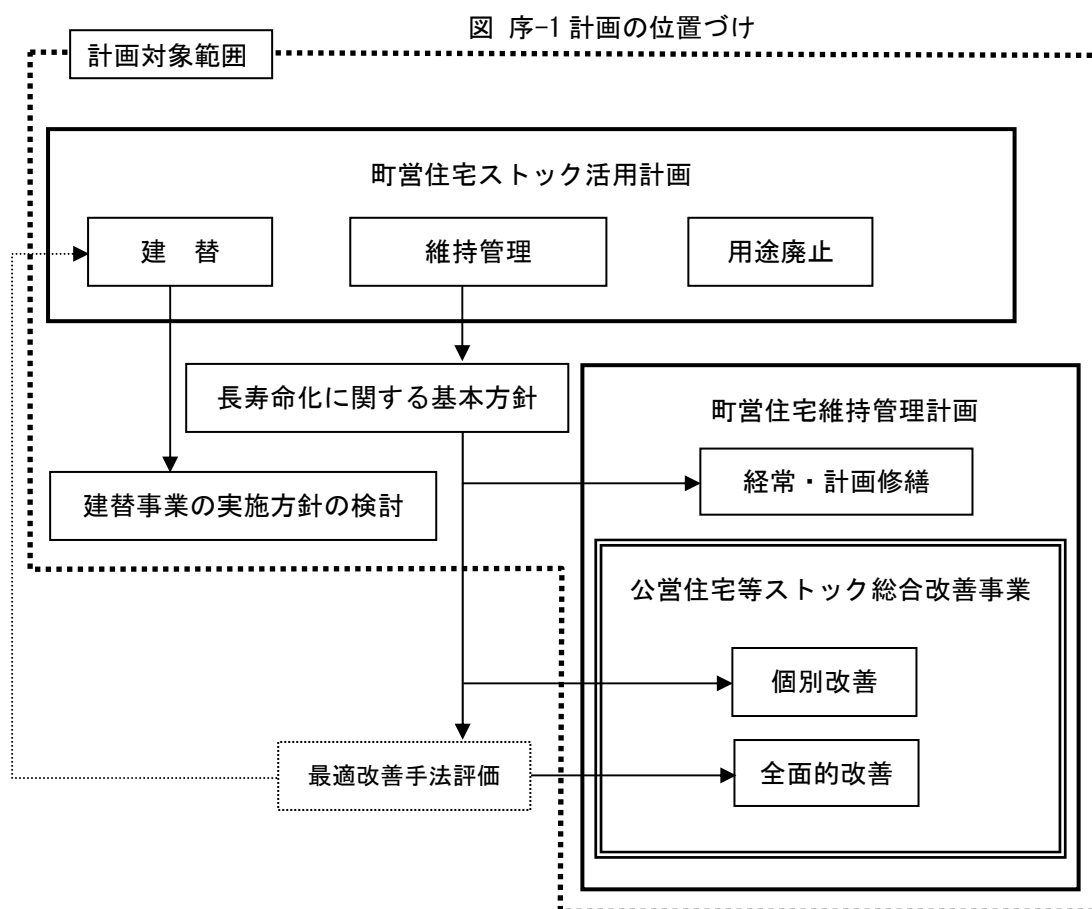 図 序-1 計画の位置づけ
計画対象範囲
町営住宅ストック活用計画
建　替
維持管理
用途廃止
長寿命化に関する基本方針
町営住宅維持管理計画
経常・計画修繕
建替事業の実施方針の検討
公営住宅等ストック総合改善事業
個別改善
最適改善手法評価
全面的改善